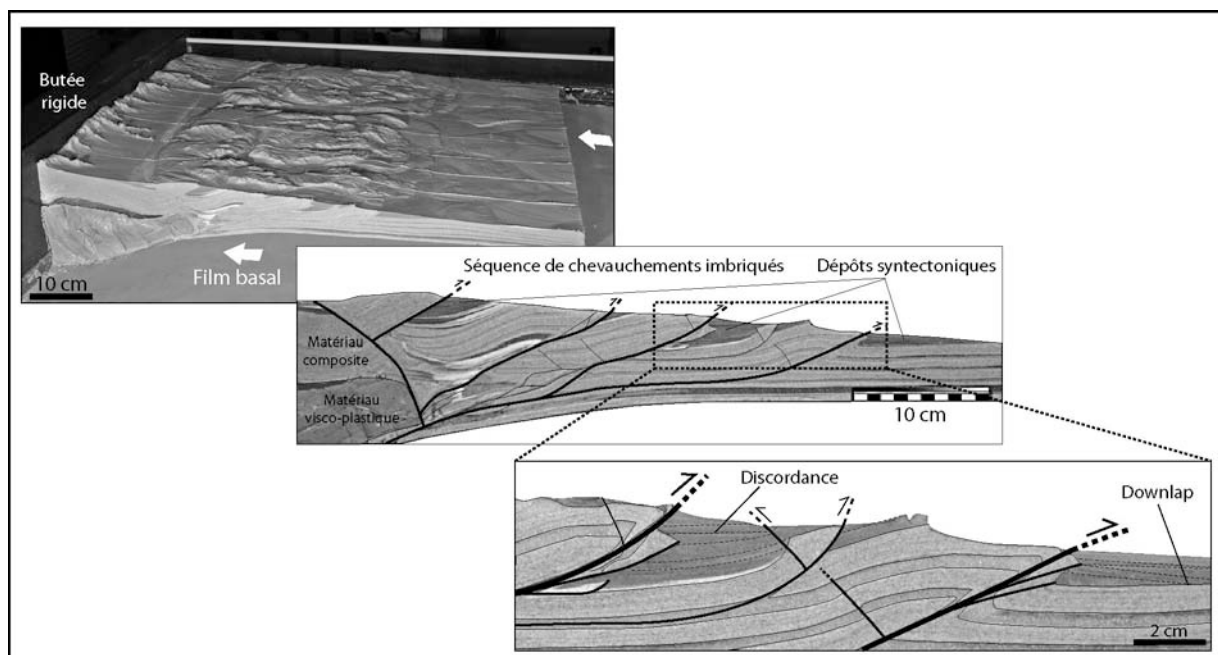 Butée
rigide
Film basal
10 cm
Séquence de chevauchements imbriqués
Dépôts syntectoniques
Matériau
composite
Matériau
visco-plastique
10 cm
Discordance
Downlap
2 cm